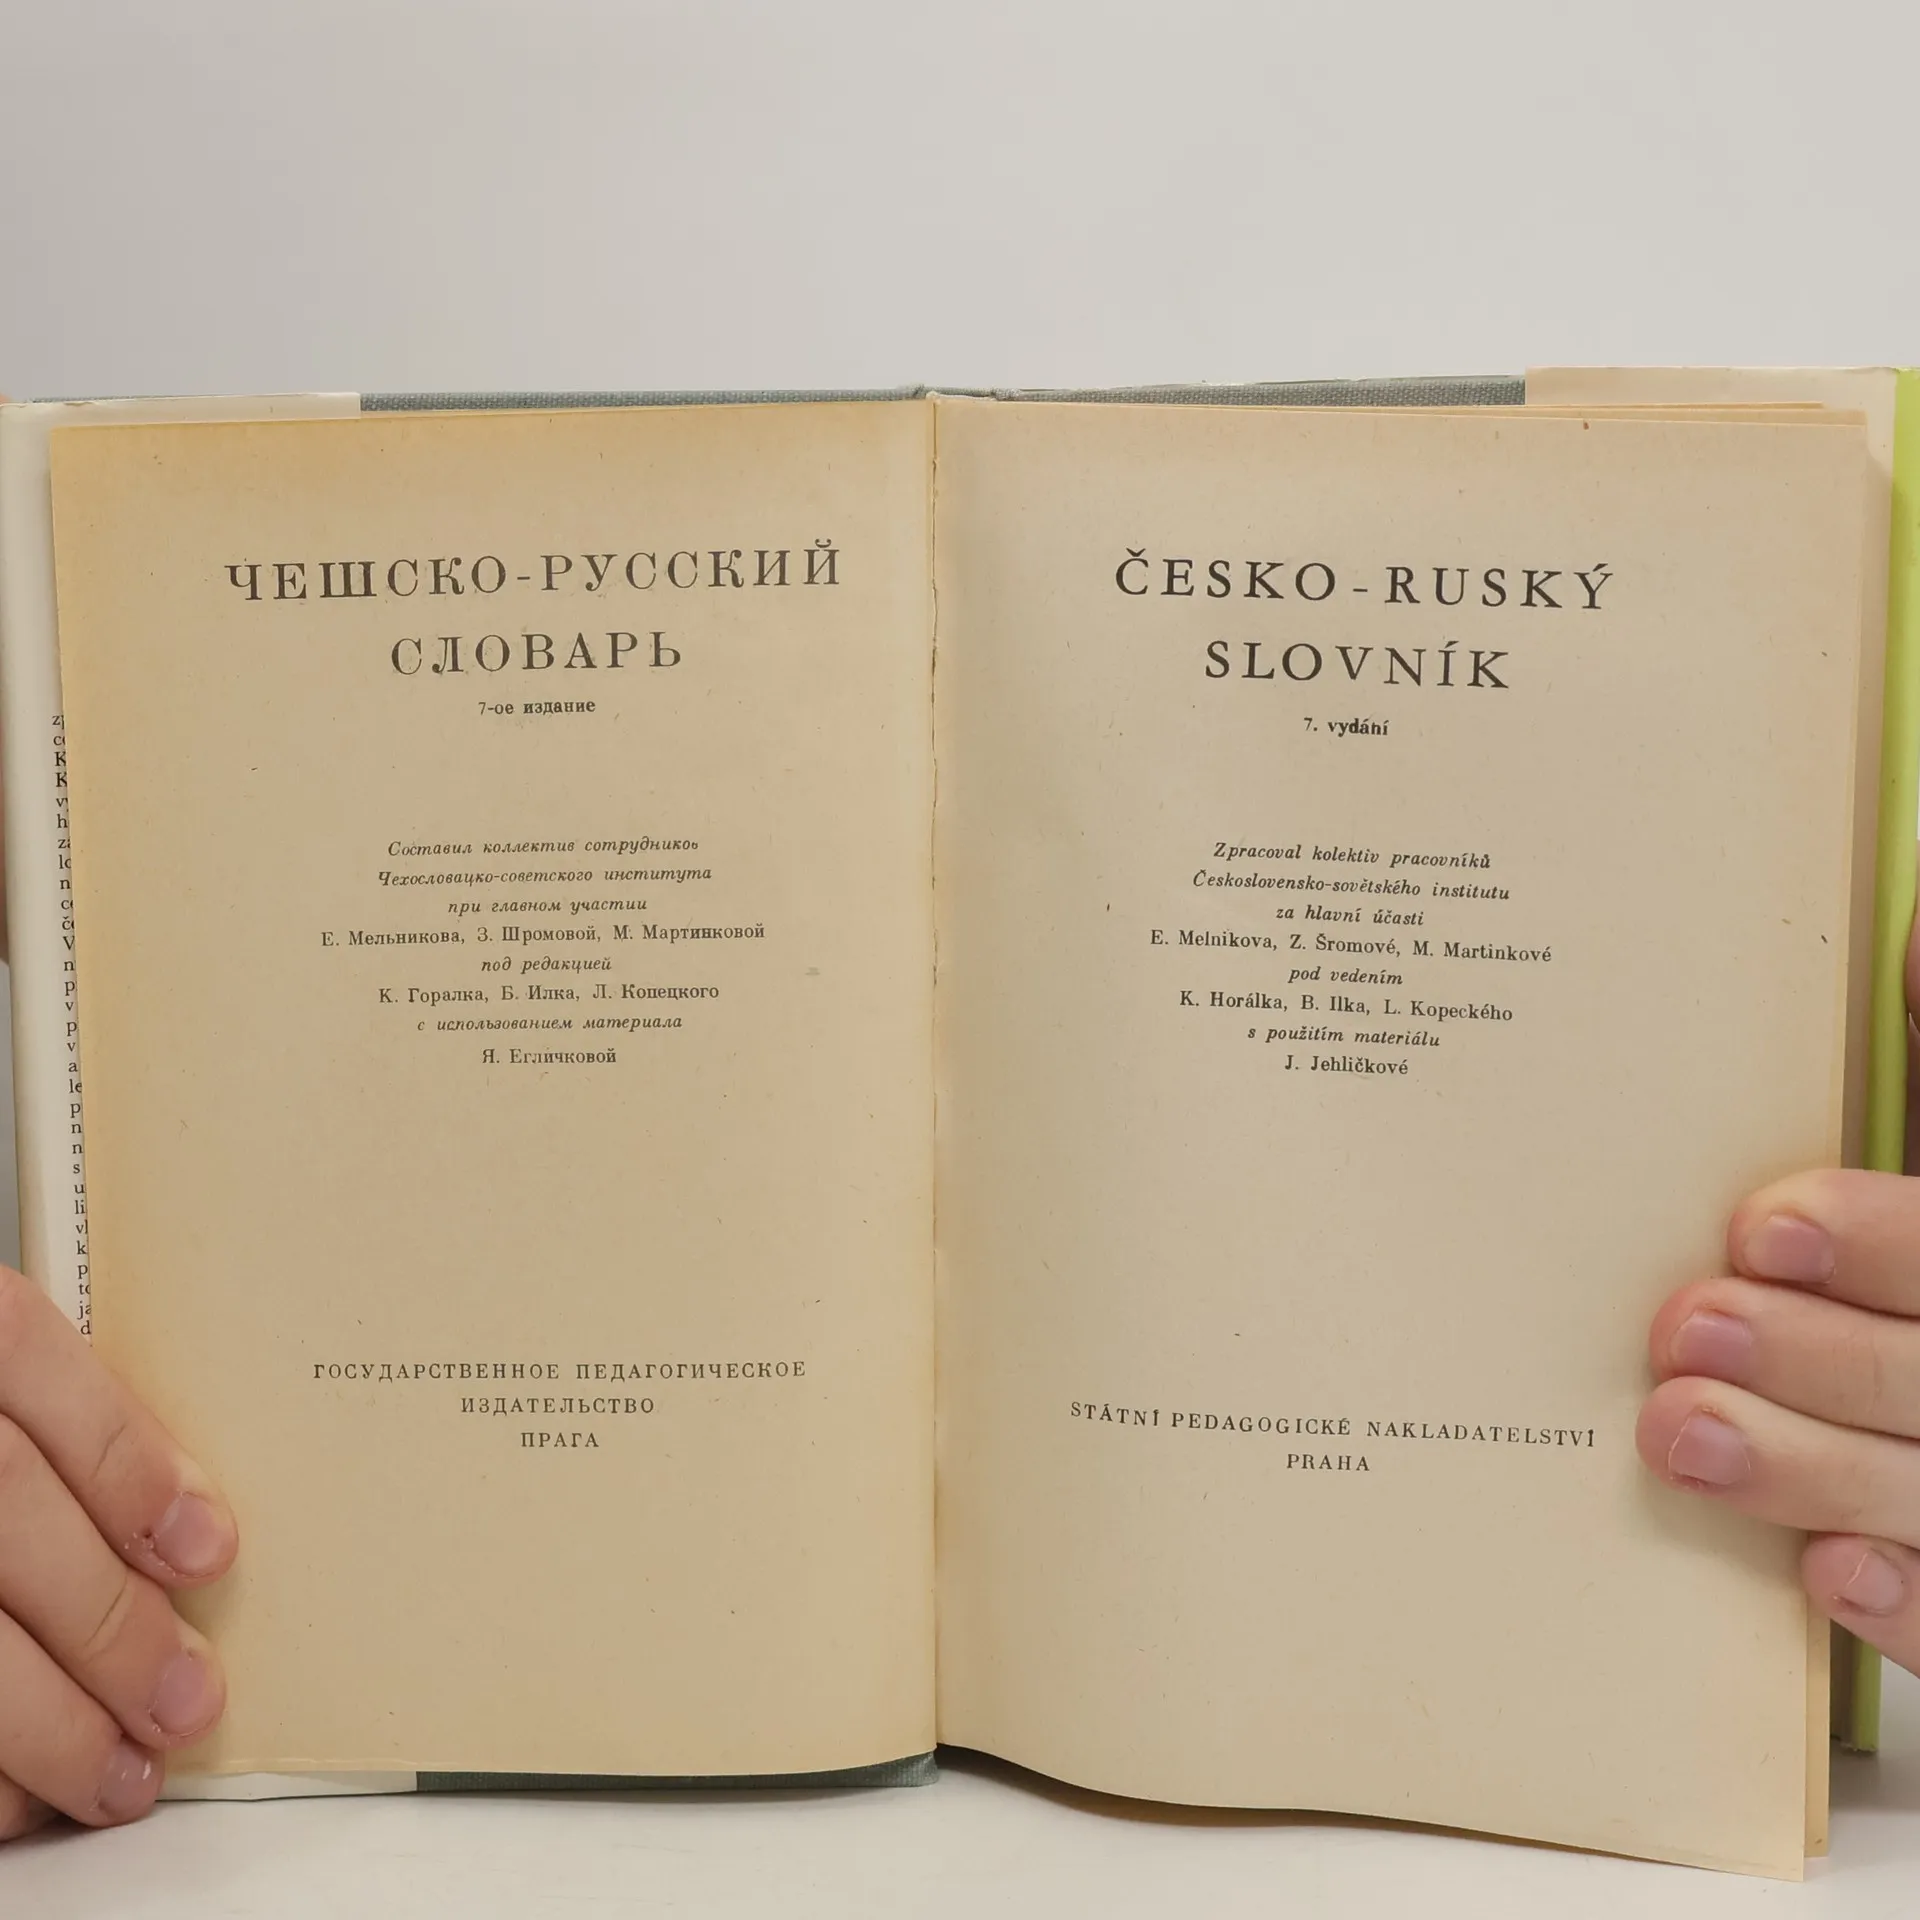 ЧЕШСКО-РУССКИЙ
СЛОВАРЬ
7-ое издание
Составил коллектив сотрудников
Чехословацко-советского института
при главном участии
Е. Мельникова, З. Шромовой, М. Мартинковой
под редакцией
К. Горалка, Б. Илка, Л. Копецкого
с использованием материала
Я. Егличковой
ГОСУДАРСТВЕННОЕ ПЕДАГОГИЧЕСКОЕ
ИЗДАТЕЛЬСТВО
ПРАГА
ČESKO-RUSKÝ
SLOVNÍK
7. vydání
Zpracoval kolektiv pracovníků
Československo-sovětského institutu
za hlavní účasti
E. Melnikova, Z. Šromové, M. Martinkové
pod vedením
K. Horálka, B. Ilka, L. Kopeckého
s použitím materiálu
J. Jehličkové
STÁTNÍ PEDAGOGICKÉ NAKLADATELSTVÍ
PRAHA